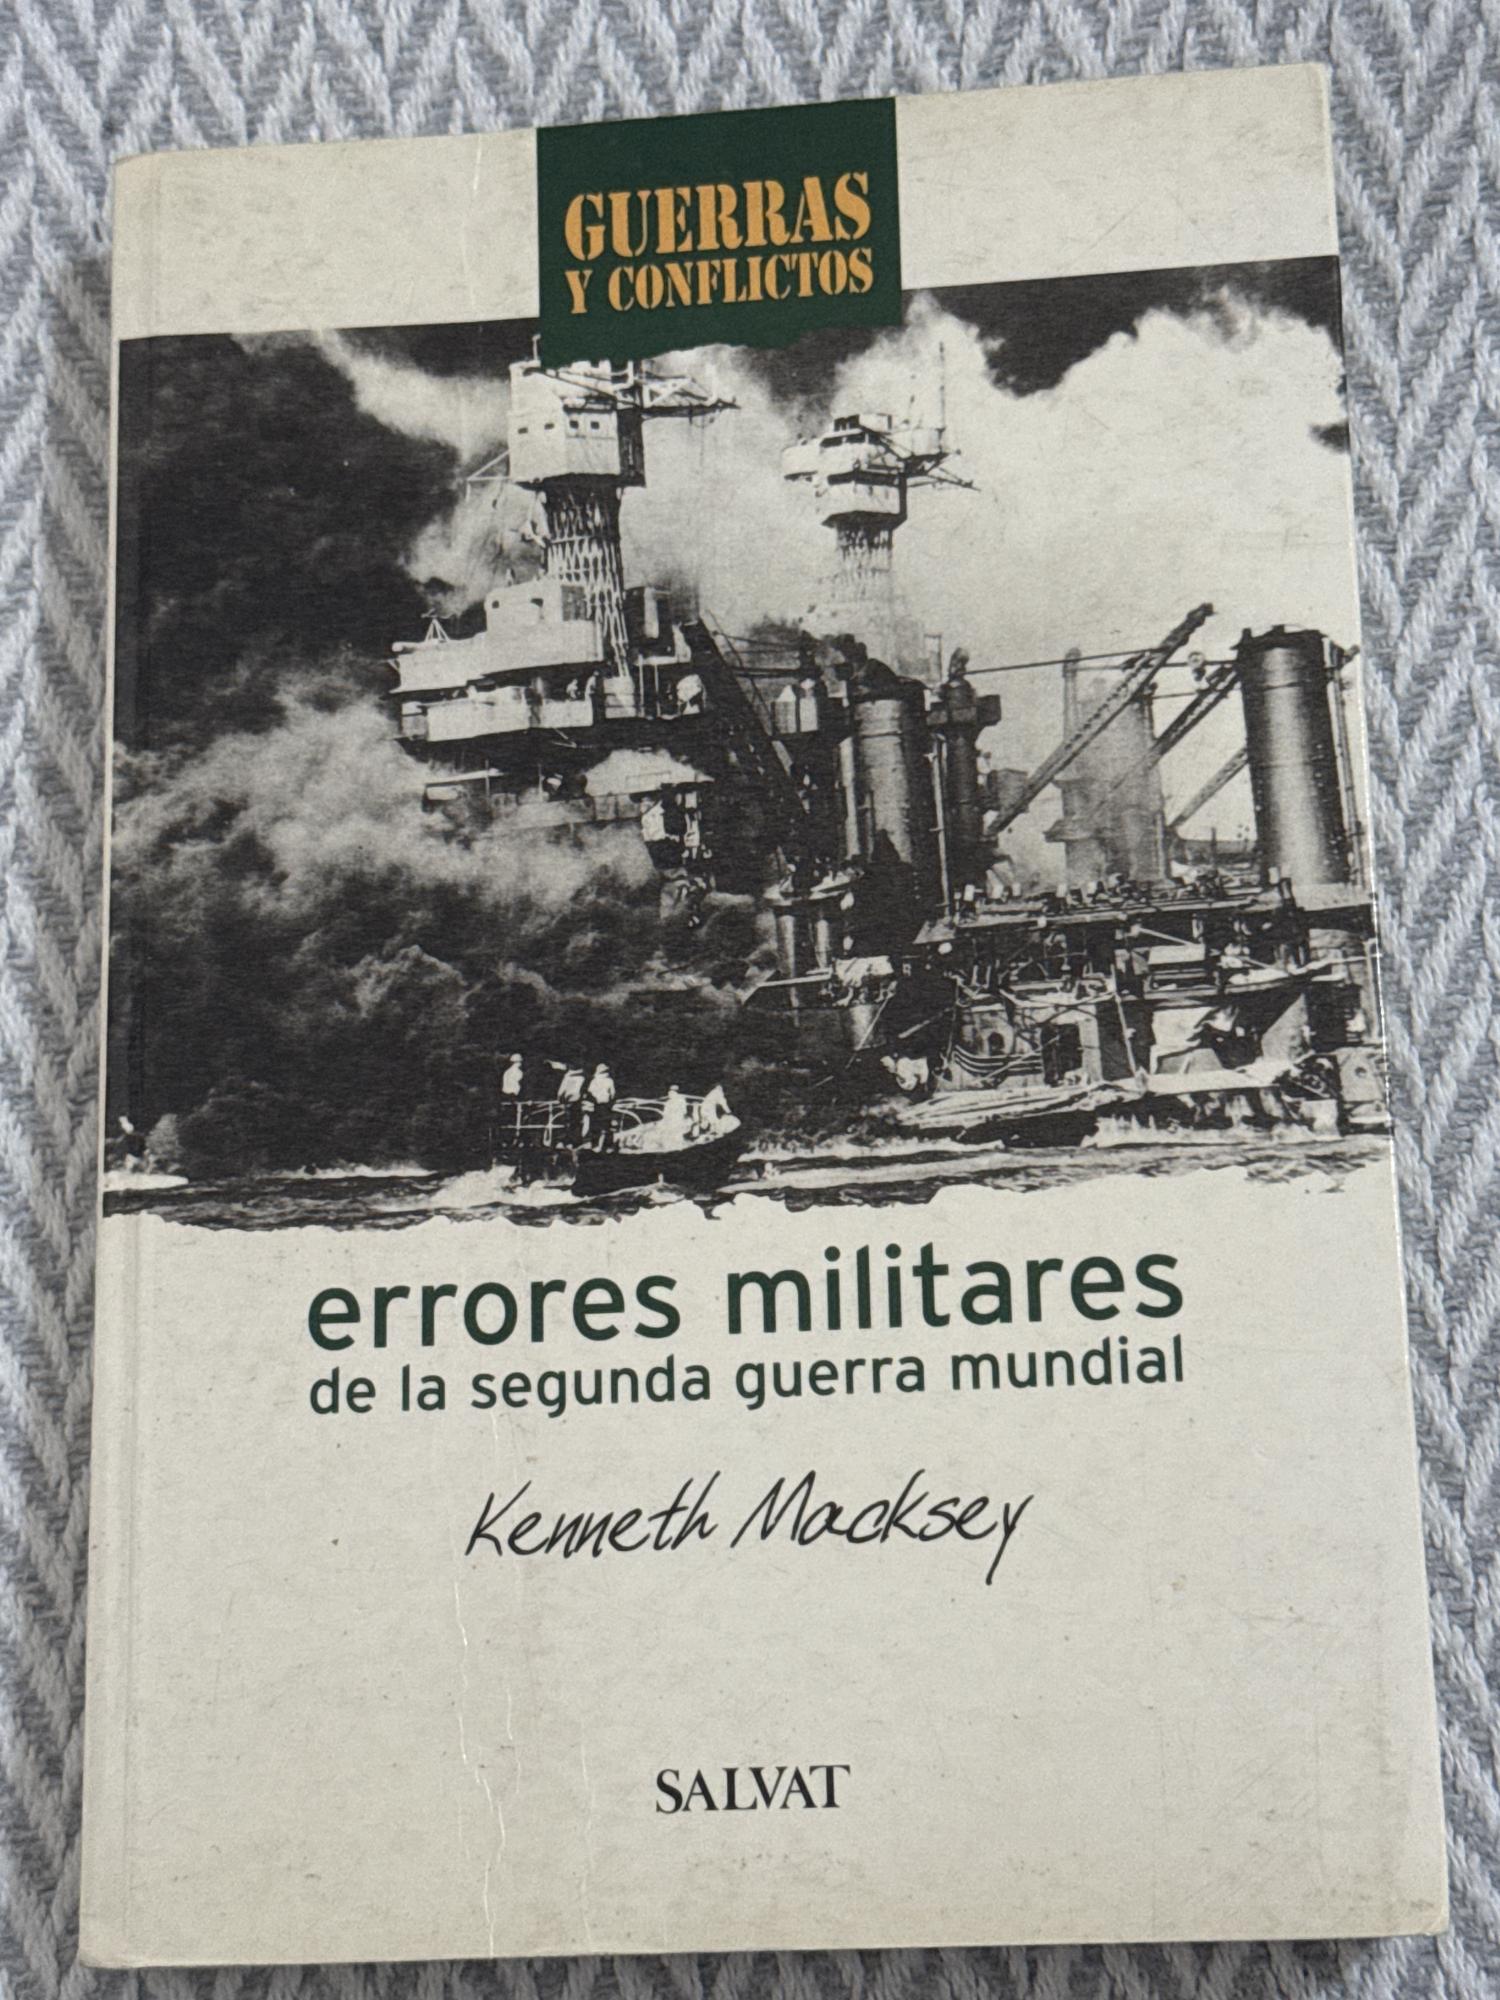 GUERRAS
Y CONFLICTOS
errores militares
de la segunda guerra mundial
Kenneth Macksey
SALVAT